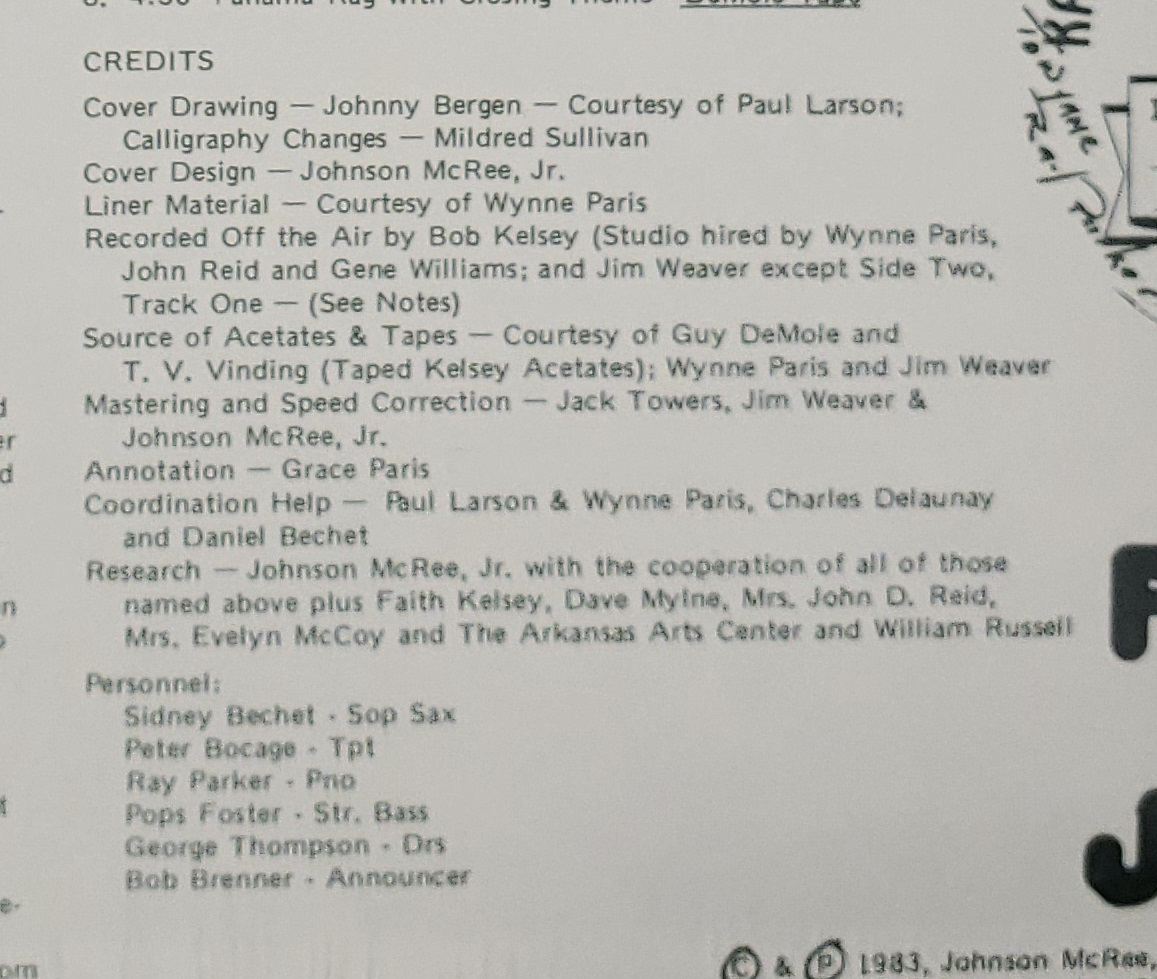 CREDITS
Cover Drawing — Johnny Bergen — Courtesy of Paul Larson;
Calligraphy Changes — Mildred Sullivan
Cover Design — Johnson McRee, Jr.
Liner Material — Courtesy of Wynne Paris
Recorded Off the Air by Bob Kelsey (Studio hired by Wynne Paris,
John Reid and Gene Williams; and Jim Weaver except Side Two,
Track One — (See Notes)
Source of Acetates & Tapes — Courtesy of Guy DeMole and
T. V. Vinding (Taped Kelsey Acetates); Wynne Paris and Jim Weaver
Mastering and Speed Correction — Jack Towers, Jim Weaver &
Johnson McRee, Jr.
Annotation — Grace Paris
Coordination Help — Paul Larson & Wynne Paris, Charles Delaunay
and Daniel Bechet
Research — Johnson McRee, Jr. with the cooperation of all of those
named above plus Faith Kelsey, Dave Mylne, Mrs. John D. Reid,
Mrs. Evelyn McCoy and The Arkansas Arts Center and William Russell
Personnel:
Sidney Bechet - Sop Sax
Peter Bocage - Tpt
Ray Parker - Pno
Pops Foster - Str. Bass
George Thompson - Drs
Bob Brenner - Announcer
© & ℗ 1983, Johnson McRee,